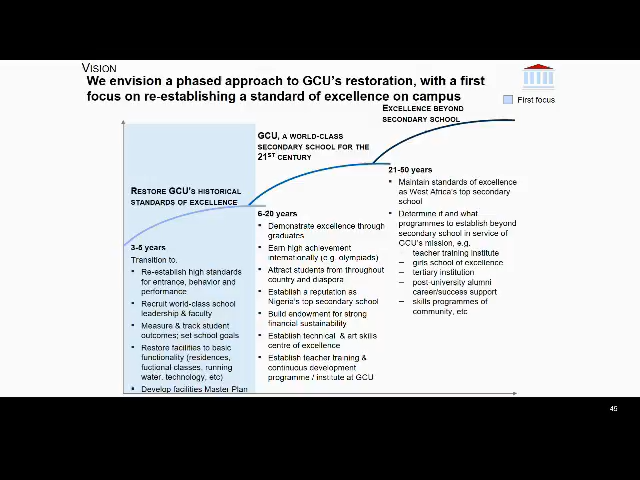 VISION
We envision a phased approach to GCU's restoration, with a first
focus on re-establishing a standard of excellence on campus
First focus
RESTORE GCU'S HISTORICAL
STANDARDS OF EXCELLENCE
3-5 years
Transition to.
Re-establish high standards
for entrance, behavior and
performance
Recruit world-class school
leadership & faculty
Measure & track student
outcomes; set school goals
Restore facilities to basic
functionality (residences,
fuctional classes, running
water, technology, etc)
Develop facilities Master Plan
GCU, A WORLD-CLASS
SECONDARY SCHOOL FOR THE
21ST CENTURY
6-20 years
Demonstrate excellence through
graduates
Earn high achievement
internationally (e.g. olympiads)
Attract students from throughout
country and diaspora
Establish a reputation as
Nigeria's top secondary school
Build endowment for strong
financial sustainability
Establish technical & art skills
centre of excellence
Establish teacher training &
continuous development
programme / institute at GCU
EXCELLENCE BEYOND
SECONDARY SCHOOL
21-50 years
Maintain standards of excellence
as West Africa's top secondary
school
Determine if and what
programmes to establish beyond
secondary school in service of
GCU's mission, e.g.
teacher training institute
– girls school of excellence
– tertiary institution
– post-university alumni
career/success support
– skills programmes of
community, etc
45